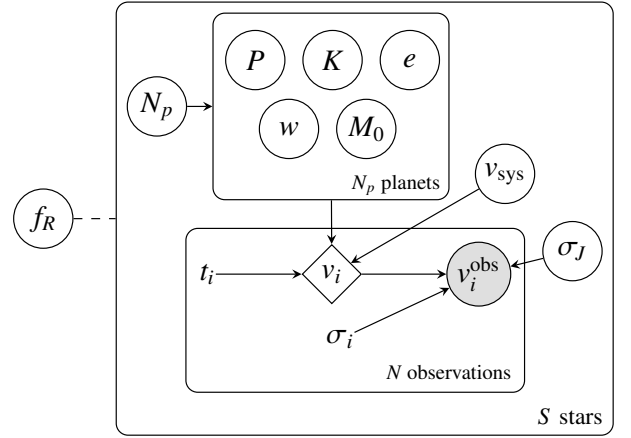 P K e
N_p
w M_0
N_p planets
v_sys
f_R
σ_J
t_i v_i v_i^obs
σ_i
N observations
S stars